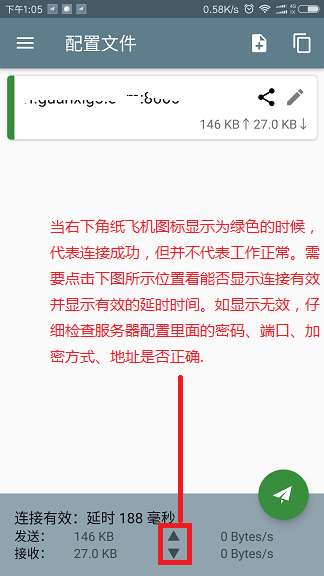 下午1:05
0.58K/s
配置文件
146 KB↑ 27.0 KB↓
当右下角纸飞机图标显示为绿色的时候，
代表连接成功，但并不代表工作正常。需
要点击下图所示位置看能否显示连接有效
并显示有效的延时时间。如显示无效，仔
细检查服务器配置里面的密码、端口、加
密方式、地址是否正确.
连接有效：延时 188 毫秒
发送： 146 KB ▲ 0 Bytes/s
接收： 27.0 KB ▼ 0 Bytes/s